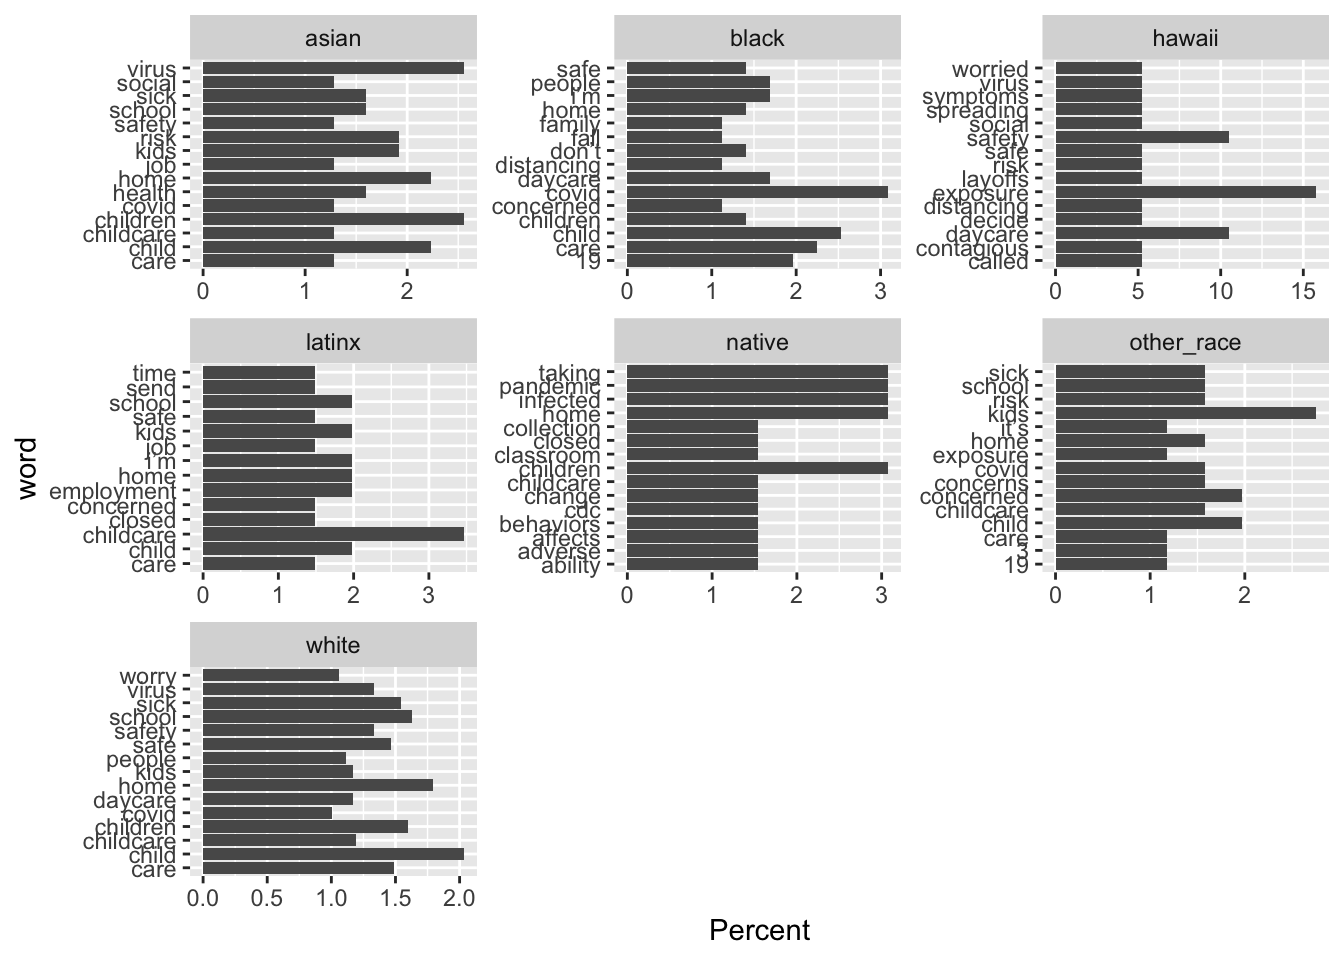 asian
virus
social
sick
school
safety
risk
kids
job
home
health
covid
children
childcare
child
care
0 1 2
black
safe
people
i'm
home
family
fall
don't
distancing
daycare
covid
concerned
children
child
care
19
0 1 2 3
hawaii
worried
virus
symptoms
spreading
social
safety
safe
risk
layoffs
exposure
distancing
decide
daycare
contagious
called
0 5 10 15
latinx
time
send
school
safe
kids
job
i'm
home
employment
concerned
closed
childcare
child
care
0 1 2 3
native
taking
pandemic
infected
home
collection
closed
classroom
children
childcare
change
cdc
behaviors
affects
adverse
ability
0 1 2 3
other_race
sick
school
risk
kids
it's
home
exposure
covid
concerns
concerned
childcare
child
care
3
19
0 1 2
white
worry
virus
sick
school
safety
safe
people
kids
home
daycare
covid
children
childcare
child
care
0.0 0.5 1.0 1.5 2.0
word
Percent